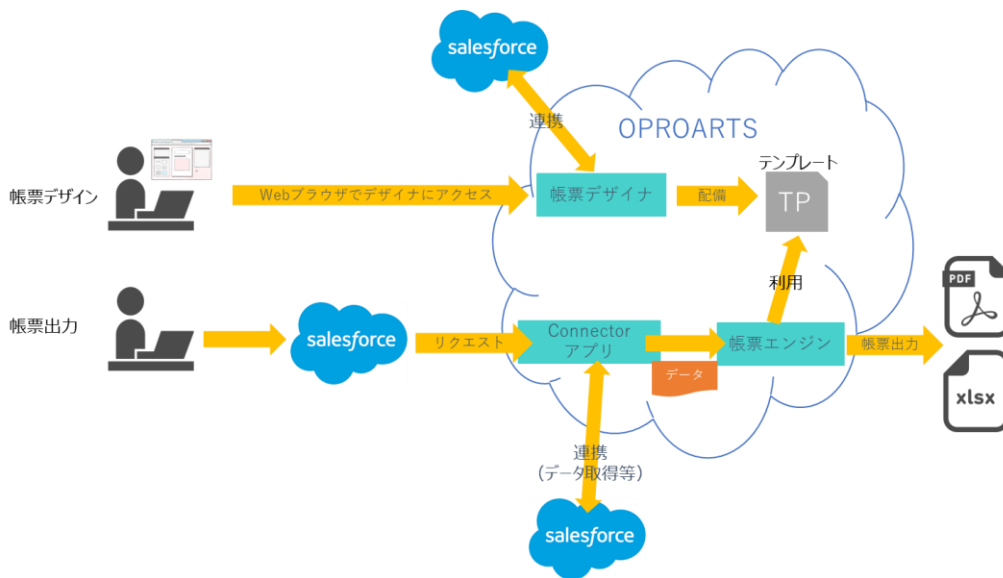 salesforce
連携
OPROARTS
テンプレート
帳票デザイン
Webブラウザでデザイナにアクセス
帳票デザイナ
配備
TP
利用
帳票出力
salesforce
リクエスト
Connector
アプリ
データ
帳票エンジン
帳票出力
PDF
xlsx
連携
（データ取得等）
salesforce